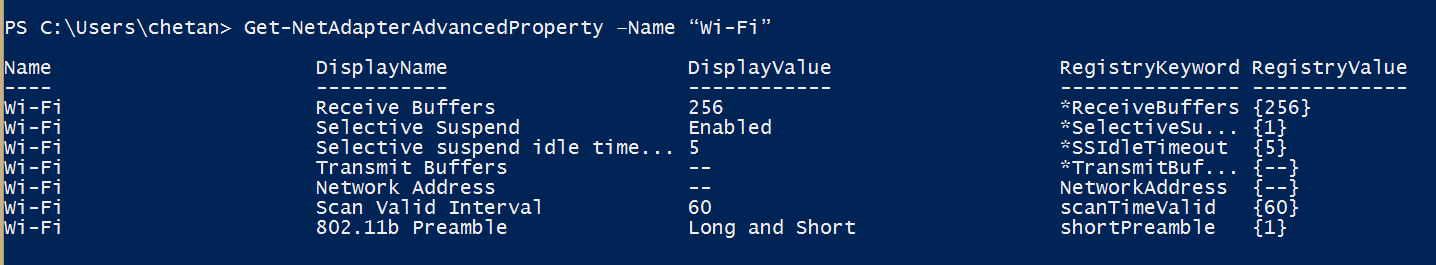 PS C:\Users\chetan> Get-NetAdapterAdvancedProperty –Name “Wi-Fi”
Name DisplayName DisplayValue RegistryKeyword RegistryValue
---- ----------- ------------ --------------- -------------
Wi-Fi Receive Buffers 256 *ReceiveBuffers {256}
Wi-Fi Selective Suspend Enabled *SelectiveSu... {1}
Wi-Fi Selective suspend idle time... 5 *SSIdleTimeout {5}
Wi-Fi Transmit Buffers -- *TransmitBuf... {--}
Wi-Fi Network Address -- NetworkAddress {--}
Wi-Fi Scan Valid Interval 60 scanTimeValid {60}
Wi-Fi 802.11b Preamble Long and Short shortPreamble {1}